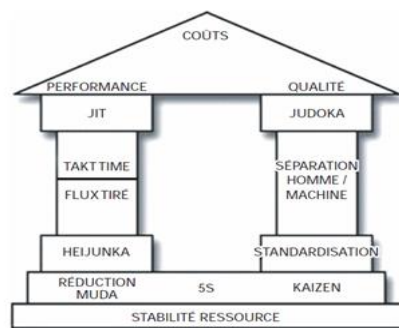 COÛTS
PERFORMANCE QUALITÉ
JIT JUDOKA
TAKT TIME SÉPARATION
HOMME /
FLUX TIRÉ MACHINE
HEIJUNKA STANDARDISATION
RÉDUCTION
MUDA 5S KAIZEN
STABILITÉ RESSOURCE